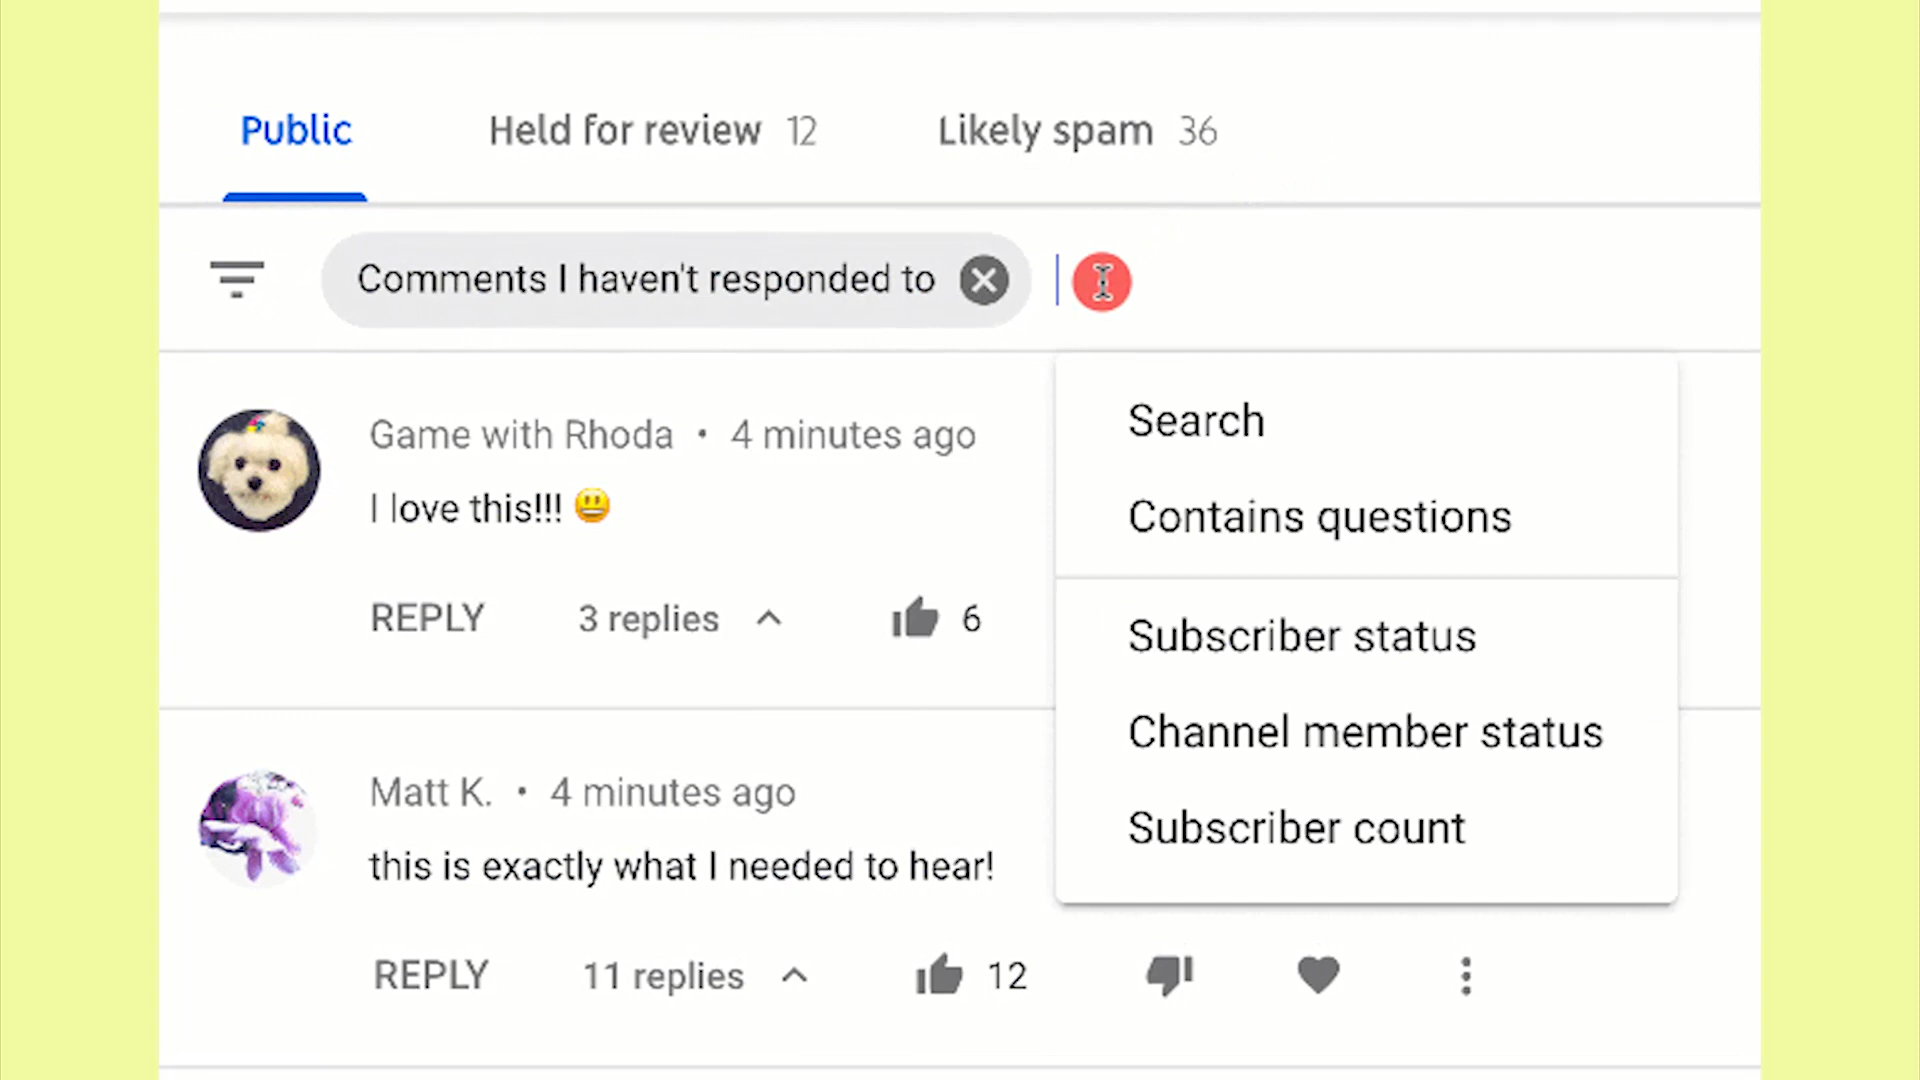 Public Held for review 12 Likely spam 36
Comments I haven't responded to
Game with Rhoda • 4 minutes ago
I love this!!! 😃
REPLY 3 replies 6
Search
Contains questions
Subscriber status
Channel member status
Subscriber count
Matt K. • 4 minutes ago
this is exactly what I needed to hear!
REPLY 11 replies 12